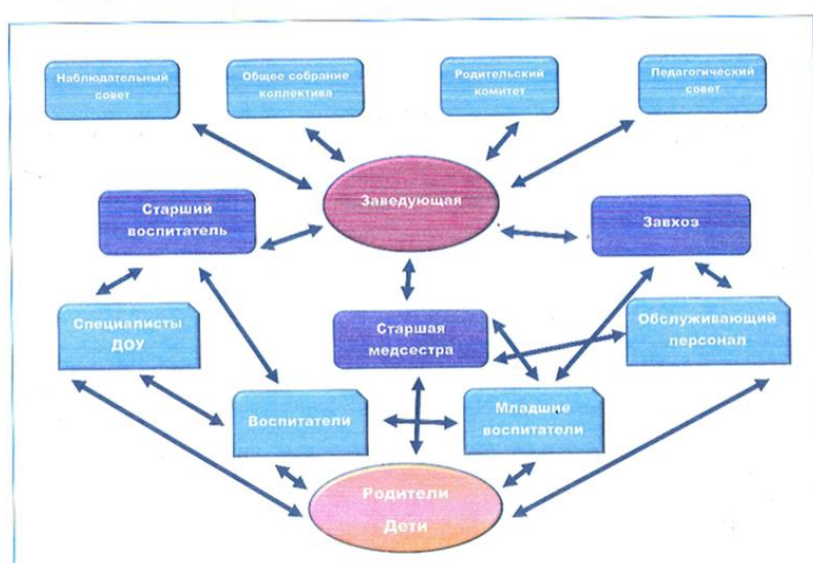 Наблюдательный
совет
Общее собрание
коллектива
Родительский
комитет
Педагогический
совет
Заведующая
Старший
воспитатель
Завхоз
Специалисты
ДОУ
Старшая
медсестра
Обслуживающий
персонал
Воспитатели
Младшие
воспитатели
Родители
Дети